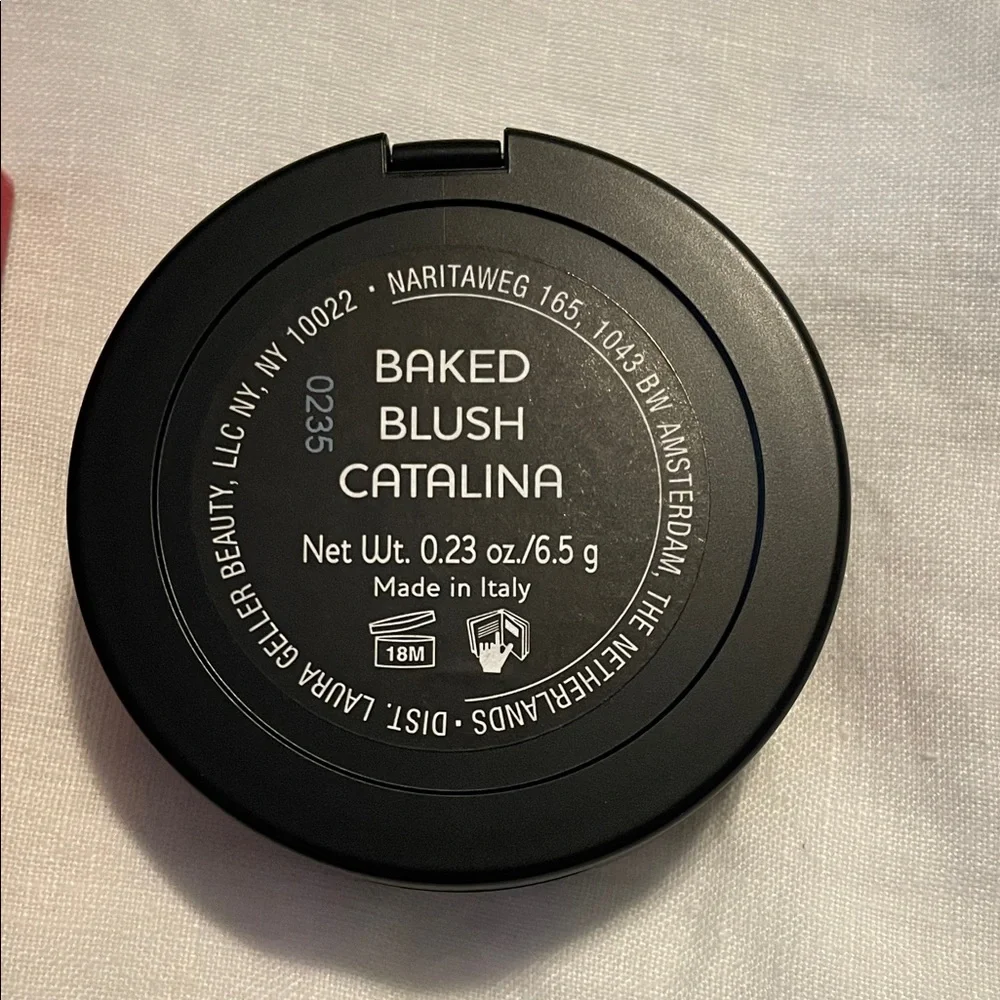 BAKED
BLUSH
CATALINA
Net Wt. 0.23 oz./6.5 g
Made in Italy
18M
0235
DIST. LAURA GELLER BEAUTY, LLC NY, NY 10022 · NARITAWEG 165, 1043 BW AMSTERDAM, THE NETHERLANDS ·